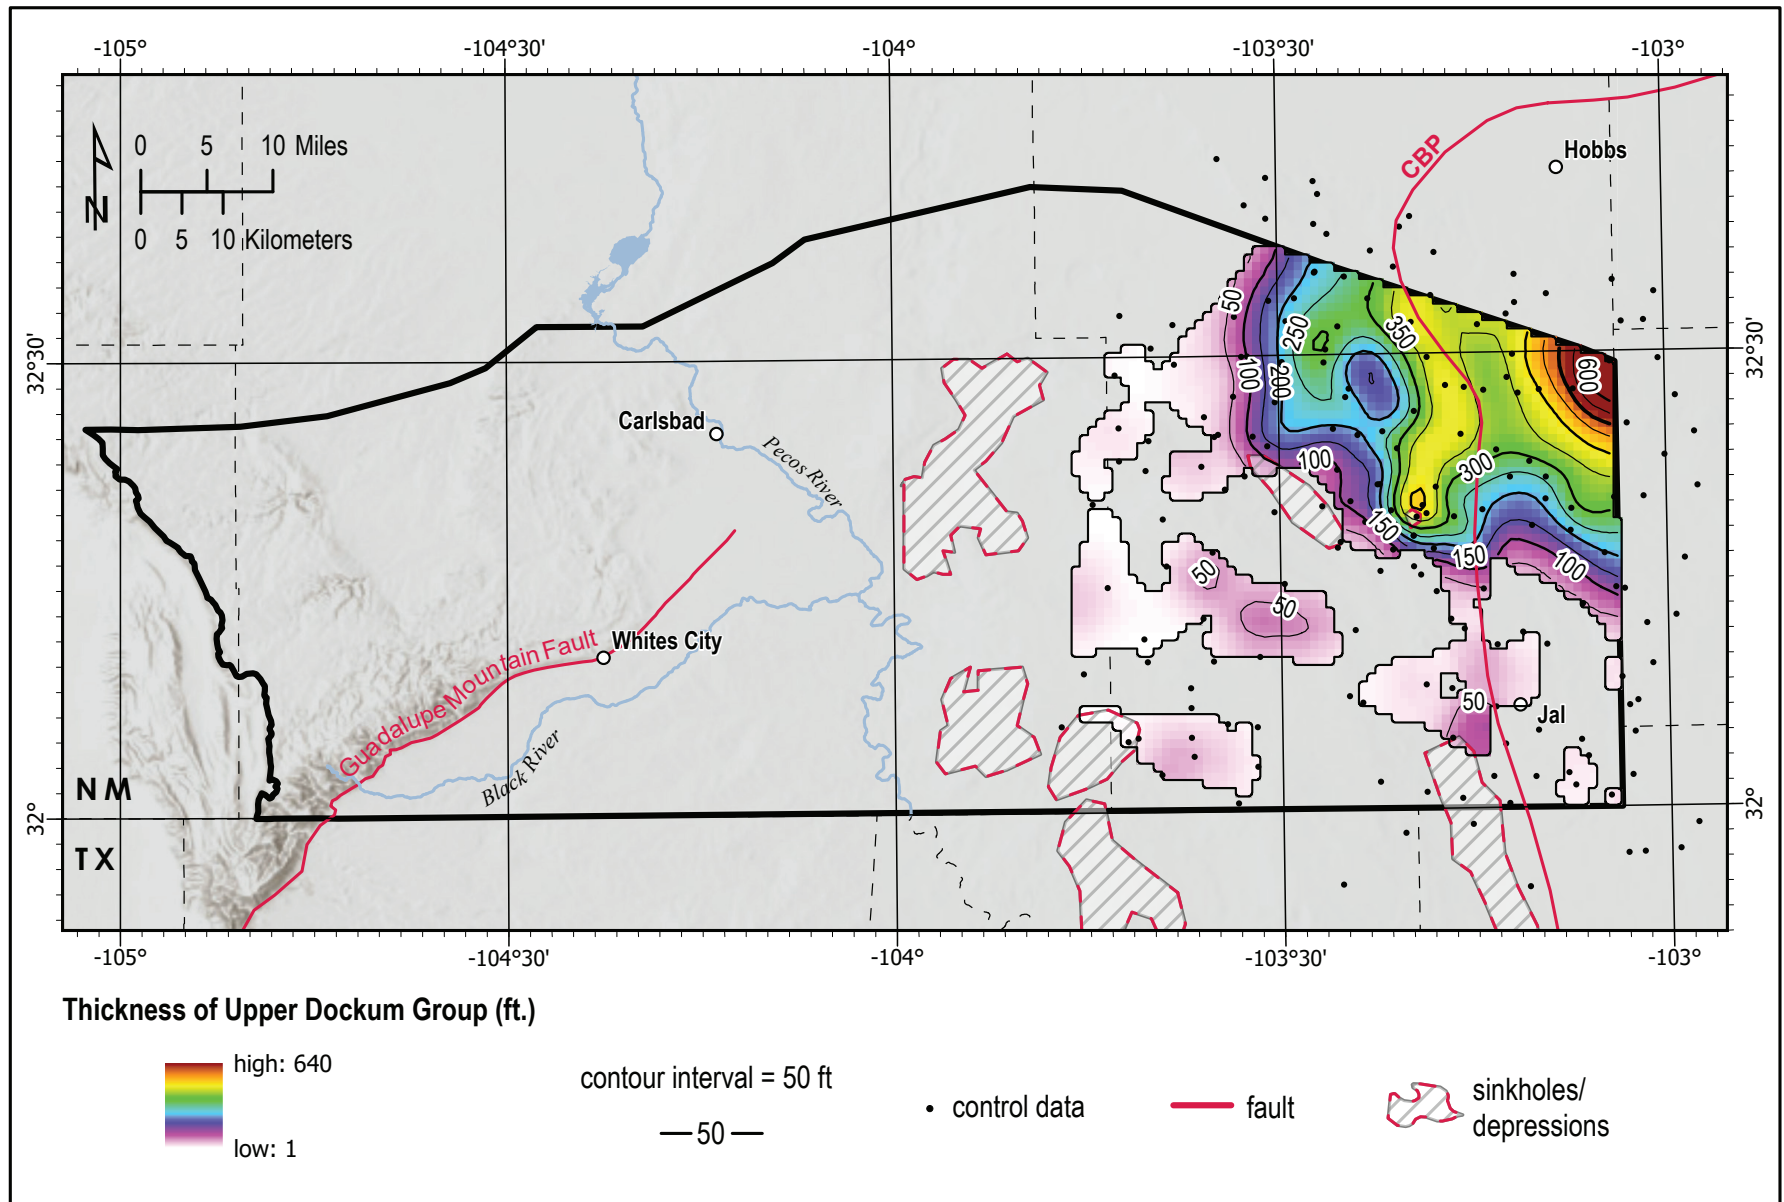 -105°
-104°30'
-104°
-103°30'
-103°
0 5 10 Miles
N
0 5 10 Kilometers
CBP
Hobbs
32°30'
32°30'
50
250
350
100
200
600
Carlsbad
Pecos River
100
300
150
150
100
50
50
Guadalupe Mountain Fault
Whites City
50
Jal
Black River
NM
32°
32°
TX
-105°
-104°30'
-104°
-103°30'
-103°
Thickness of Upper Dockum Group (ft.)
high: 640
low: 1
contour interval = 50 ft
50
control data
fault
sinkholes/
depressions